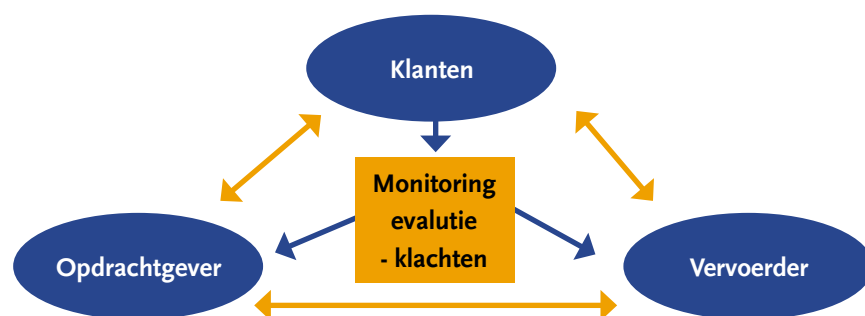 Klanten
Monitoring
evalutie
- klachten
Opdrachtgever
Vervoerder